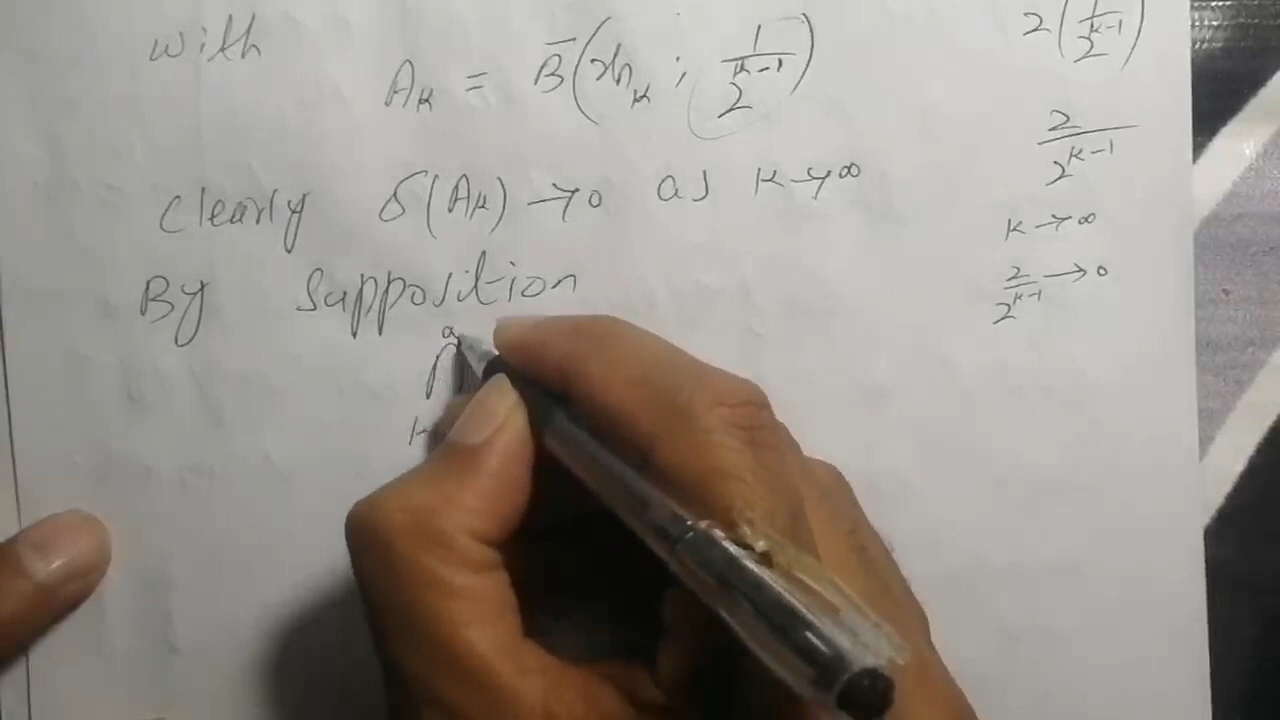 with
A_k = B̄(x_{n_k} ; 1/2^{k-1})
clearly δ(A_k) → 0 as k → ∞
By Supposition
∩
k
2(1/2^{k-1})
2/2^{k-1}
k → ∞
2/2^{k-1} → 0